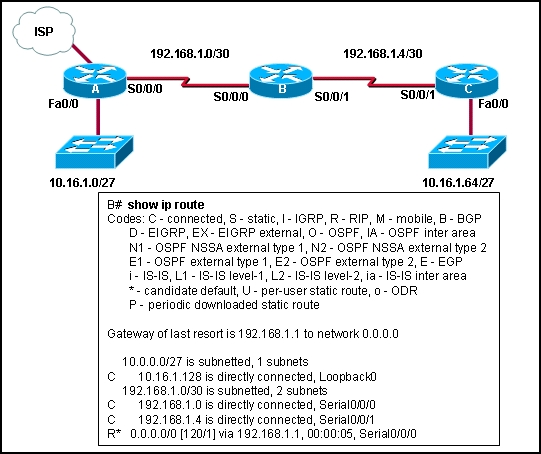 ISP
192.168.1.0/30
192.168.1.4/30
A
B
C
Fa0/0
S0/0/0
S0/0/0
S0/0/1
S0/0/1
Fa0/0
10.16.1.0/27
10.16.1.64/27
B# show ip route
Codes: C - connected, S - static, I - IGRP, R - RIP, M - mobile, B - BGP
D - EIGRP, EX - EIGRP external, O - OSPF, IA - OSPF inter area
N1 - OSPF NSSA external type 1, N2 - OSPF NSSA external type 2
E1 - OSPF external type 1, E2 - OSPF external type 2, E - EGP
i - IS-IS, L1 - IS-IS level-1, L2 - IS-IS level-2, ia - IS-IS inter area
* - candidate default, U - per-user static route, o - ODR
P - periodic downloaded static route
Gateway of last resort is 192.168.1.1 to network 0.0.0.0
10.0.0.0/27 is subnetted, 1 subnets
C 10.16.1.128 is directly connected, Loopback0
192.168.1.0/30 is subnetted, 2 subnets
C 192.168.1.0 is directly connected, Serial0/0/0
C 192.168.1.4 is directly connected, Serial0/0/1
R* 0.0.0.0/0 [120/1] via 192.168.1.1, 00:00:05, Serial0/0/0